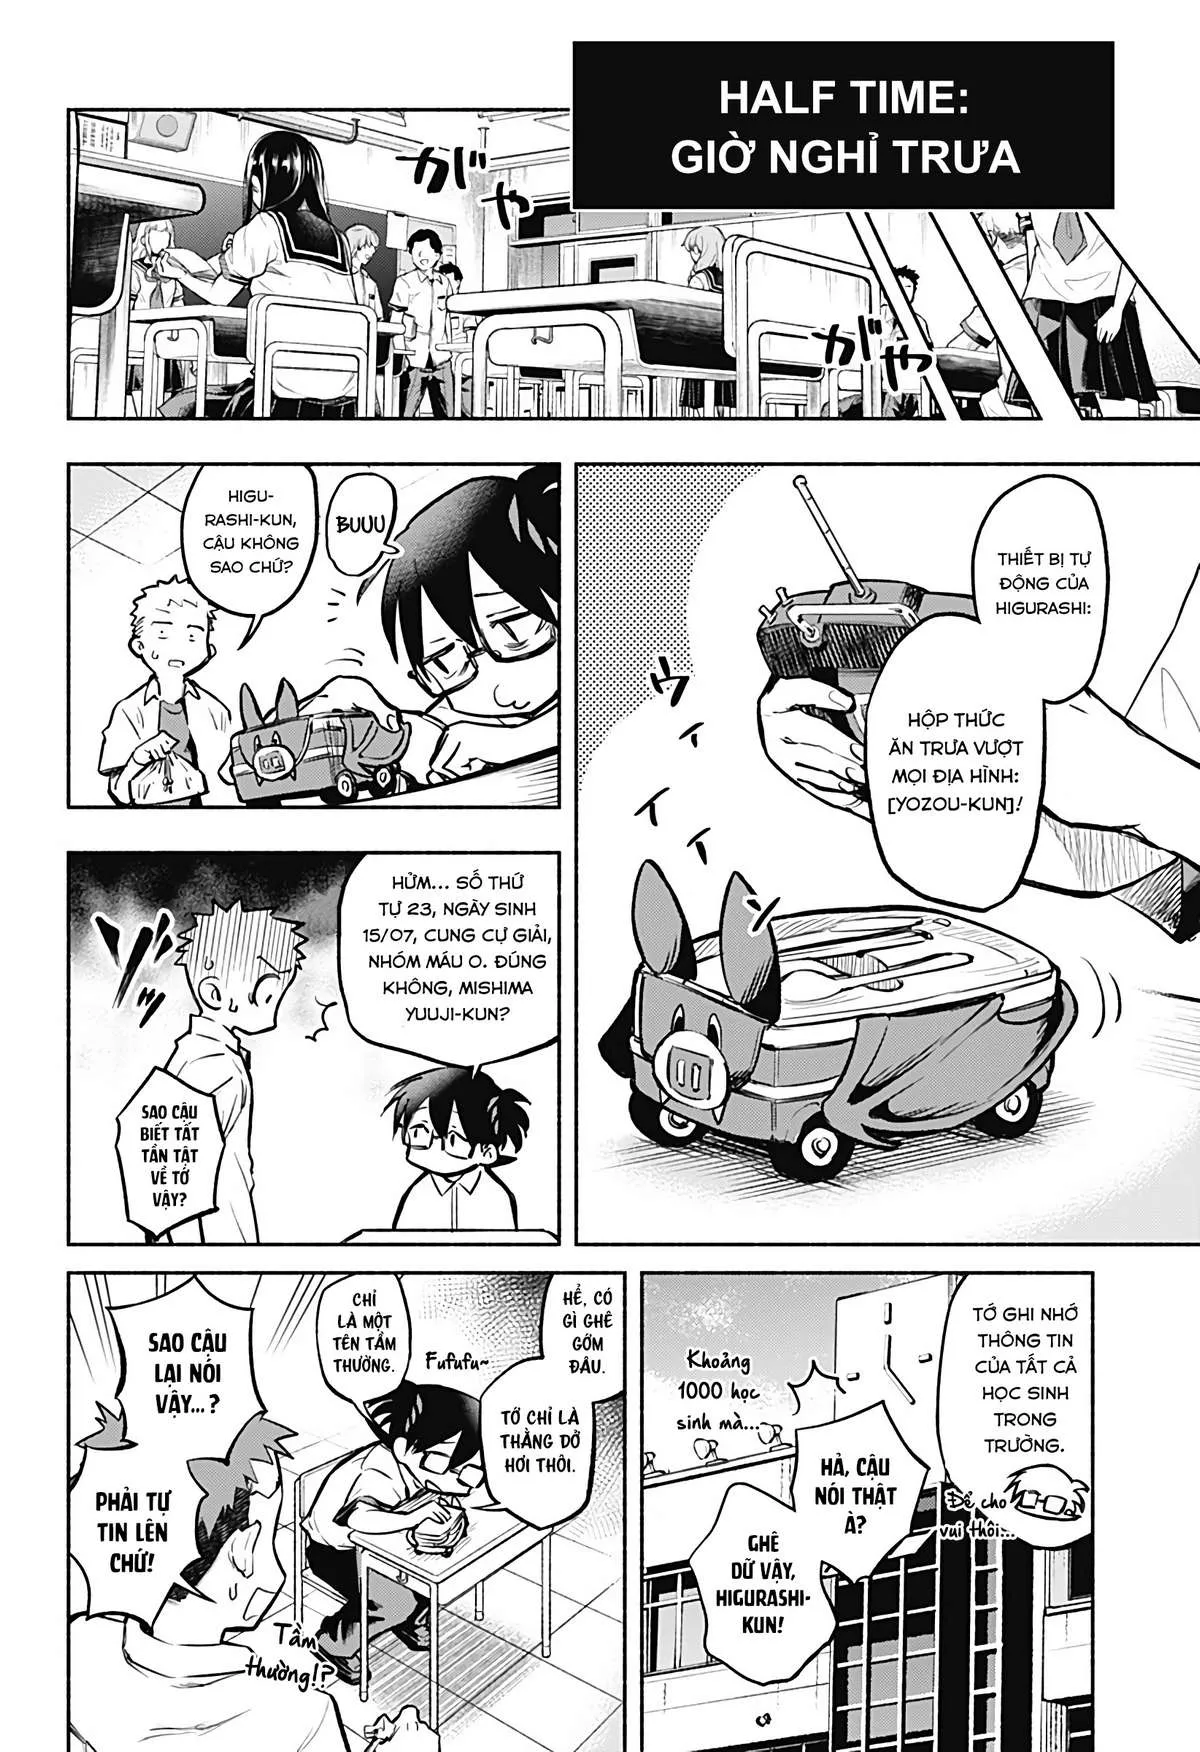 HALF TIME:
GIỜ NGHỈ TRƯA
ガヤ
ガヤ
THIẾT BỊ TỰ
ĐỘNG CỦA
HIGURASHI:
HỘP THỨC
ĂN TRƯA VƯỢT
MỌI ĐỊA HÌNH:
[YOZOU-KUN]!
ウイーン
BUUU
HIGU-
RASHI-KUN,
CẬU KHÔNG
SAO CHỨ?
HỬM... SỐ THỨ
TỰ 23, NGÀY SINH
15/07, CUNG CỰ GIẢI,
NHÓM MÁU O. ĐÚNG
KHÔNG, MISHIMA
YUUJI-KUN?
SAO CẬU
BIẾT TẤT
TẦN TẬT
VỀ TỚ
VẬY?
TỚ GHI NHỚ
THÔNG TIN
CỦA TẤT CẢ
HỌC SINH
TRONG
TRƯỜNG.
Để cho
vui thôi...
Khoảng
1000 học
sinh mà...
HẢ, CẬU
NÓI THẬT
À?
GHÊ
DỮ VẬY,
HIGURASHI-
KUN!
HỂ, CÓ
GÌ GHÊ
GỚM
ĐÂU.
TỚ CHỈ LÀ
THẰNG DỞ
HƠI THÔI.
Fufufu~
CHỈ
LÀ MỘT
TÊN TẦM
THƯỜNG.
SAO CẬU
LẠI NÓI
VẬY...?
PHẢI TỰ
TIN LÊN
CHỨ!
Tầm
thường!?